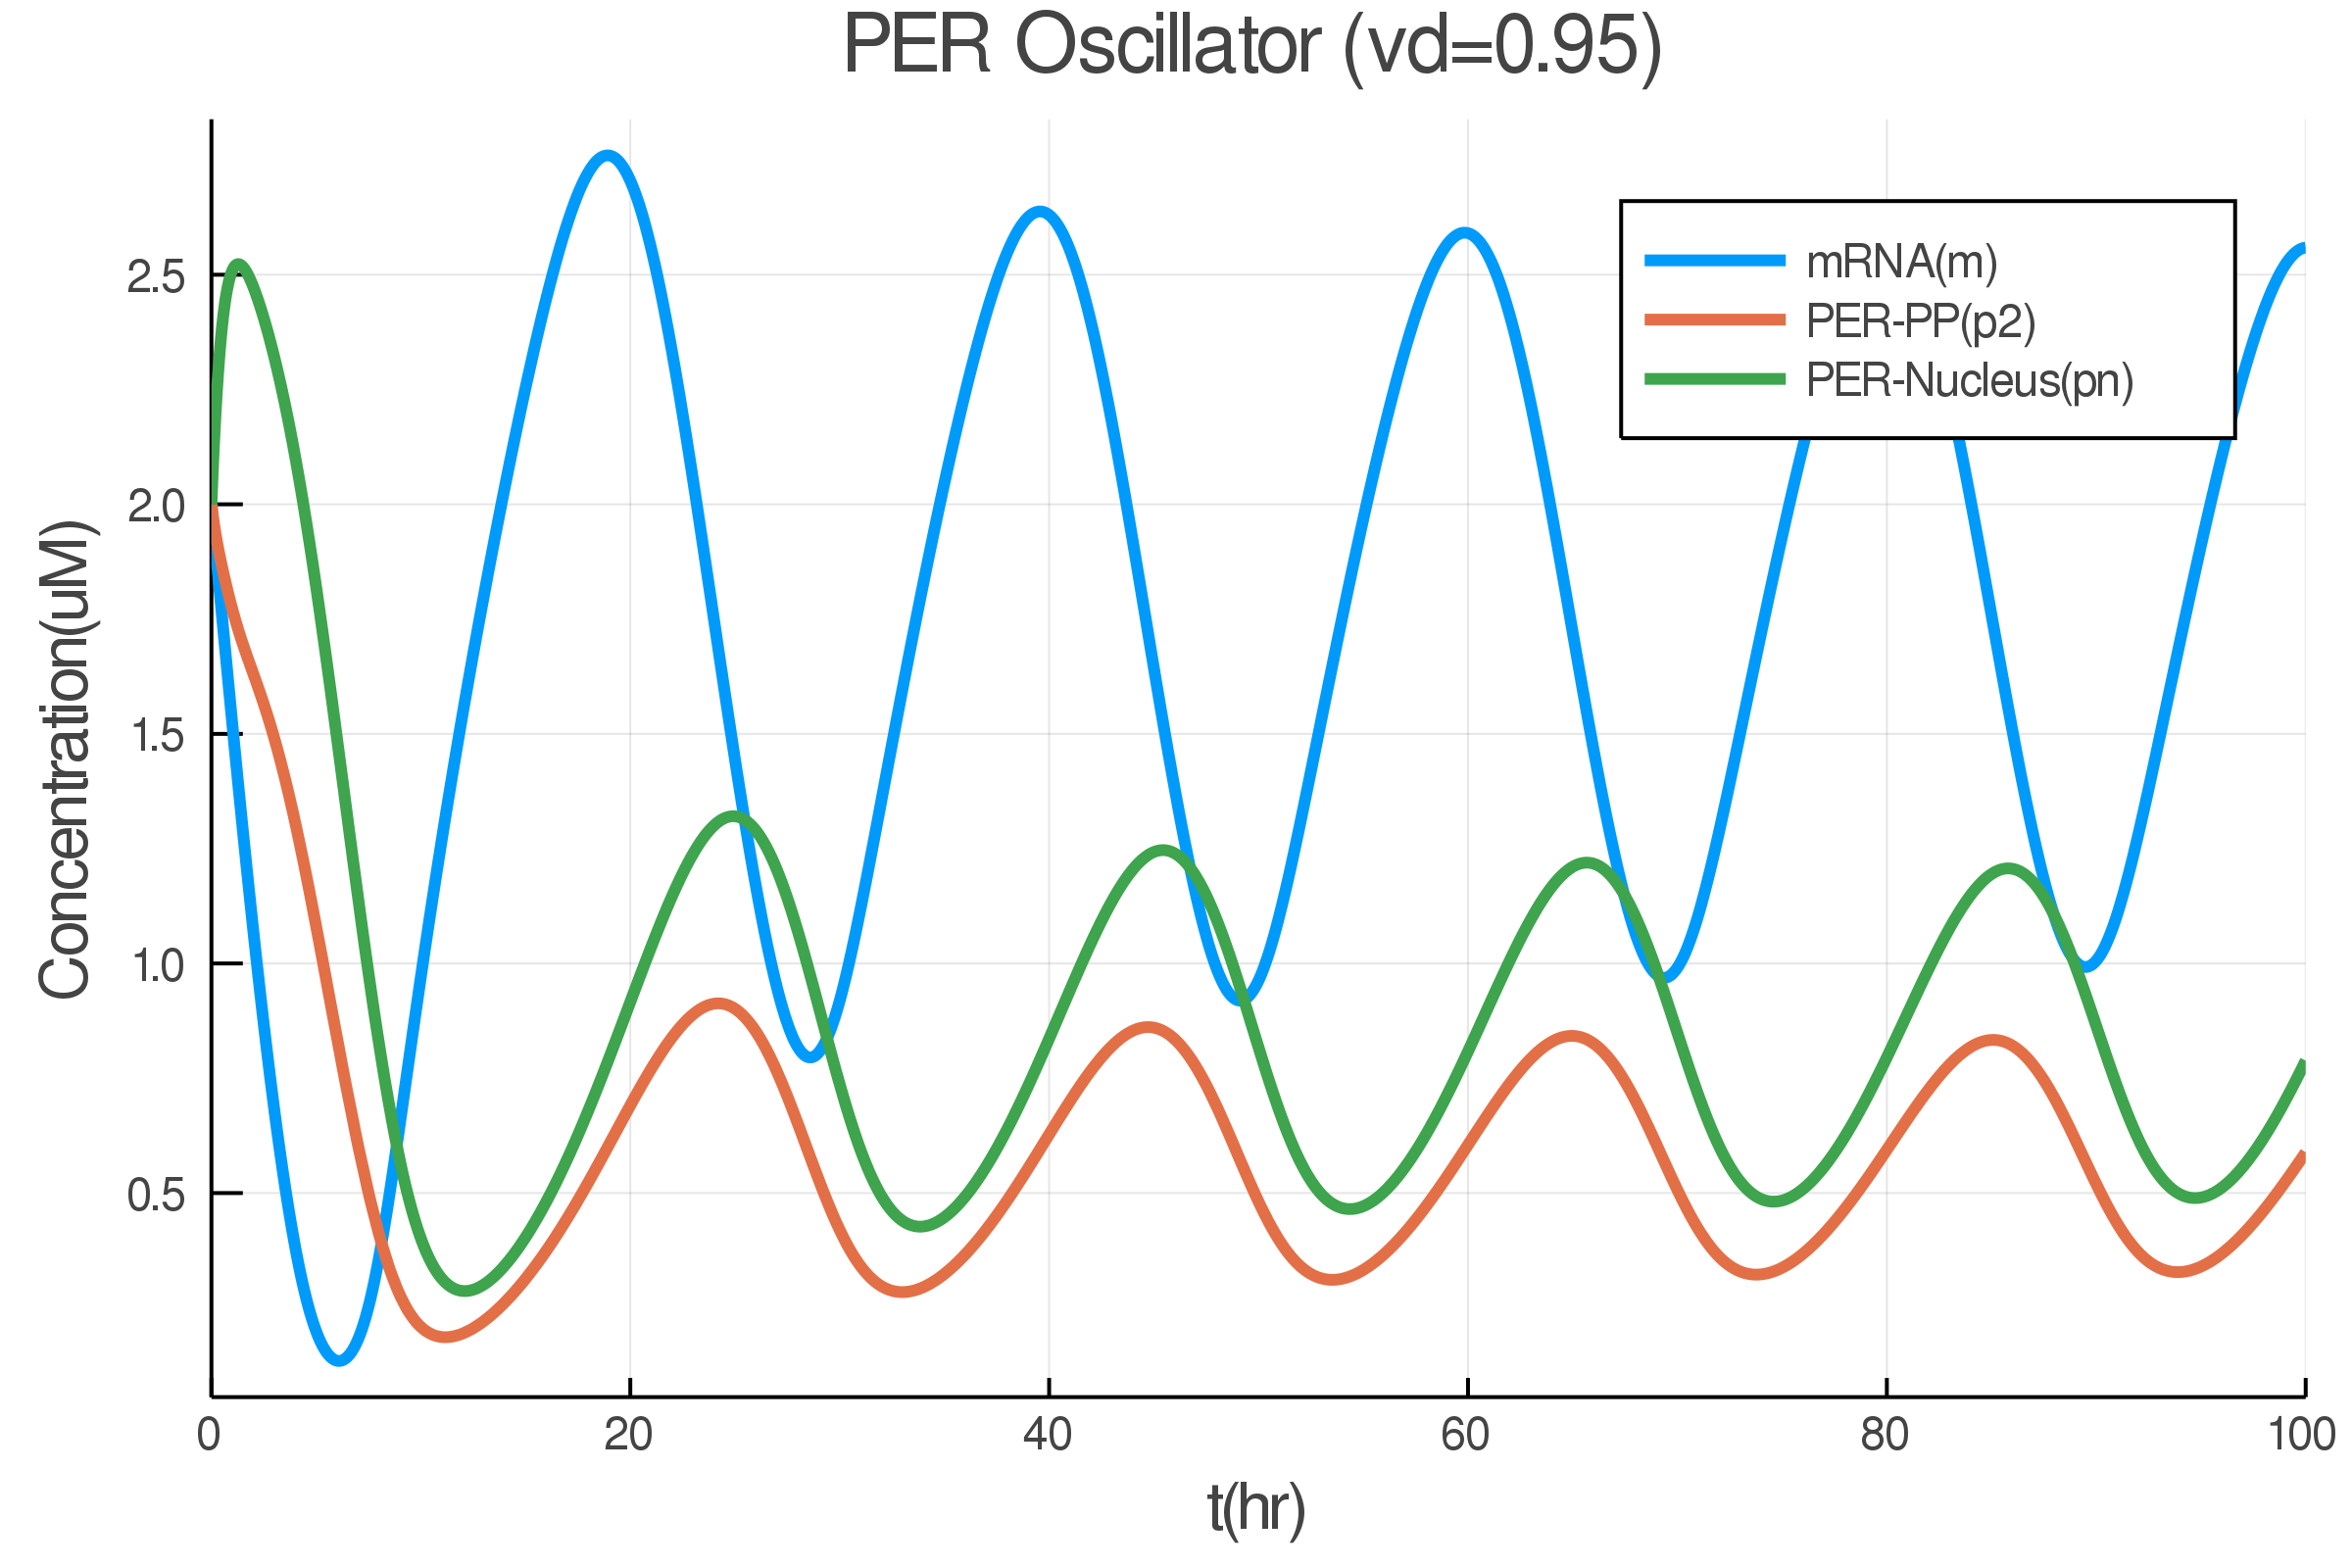 PER Oscillator (vd=0.95)
mRNA(m)
PER-PP(p2)
PER-Nucleus(pn)
Concentration(uM)
2.5
2.0
1.5
1.0
0.5
0 20 40 60 80 100
t(hr)